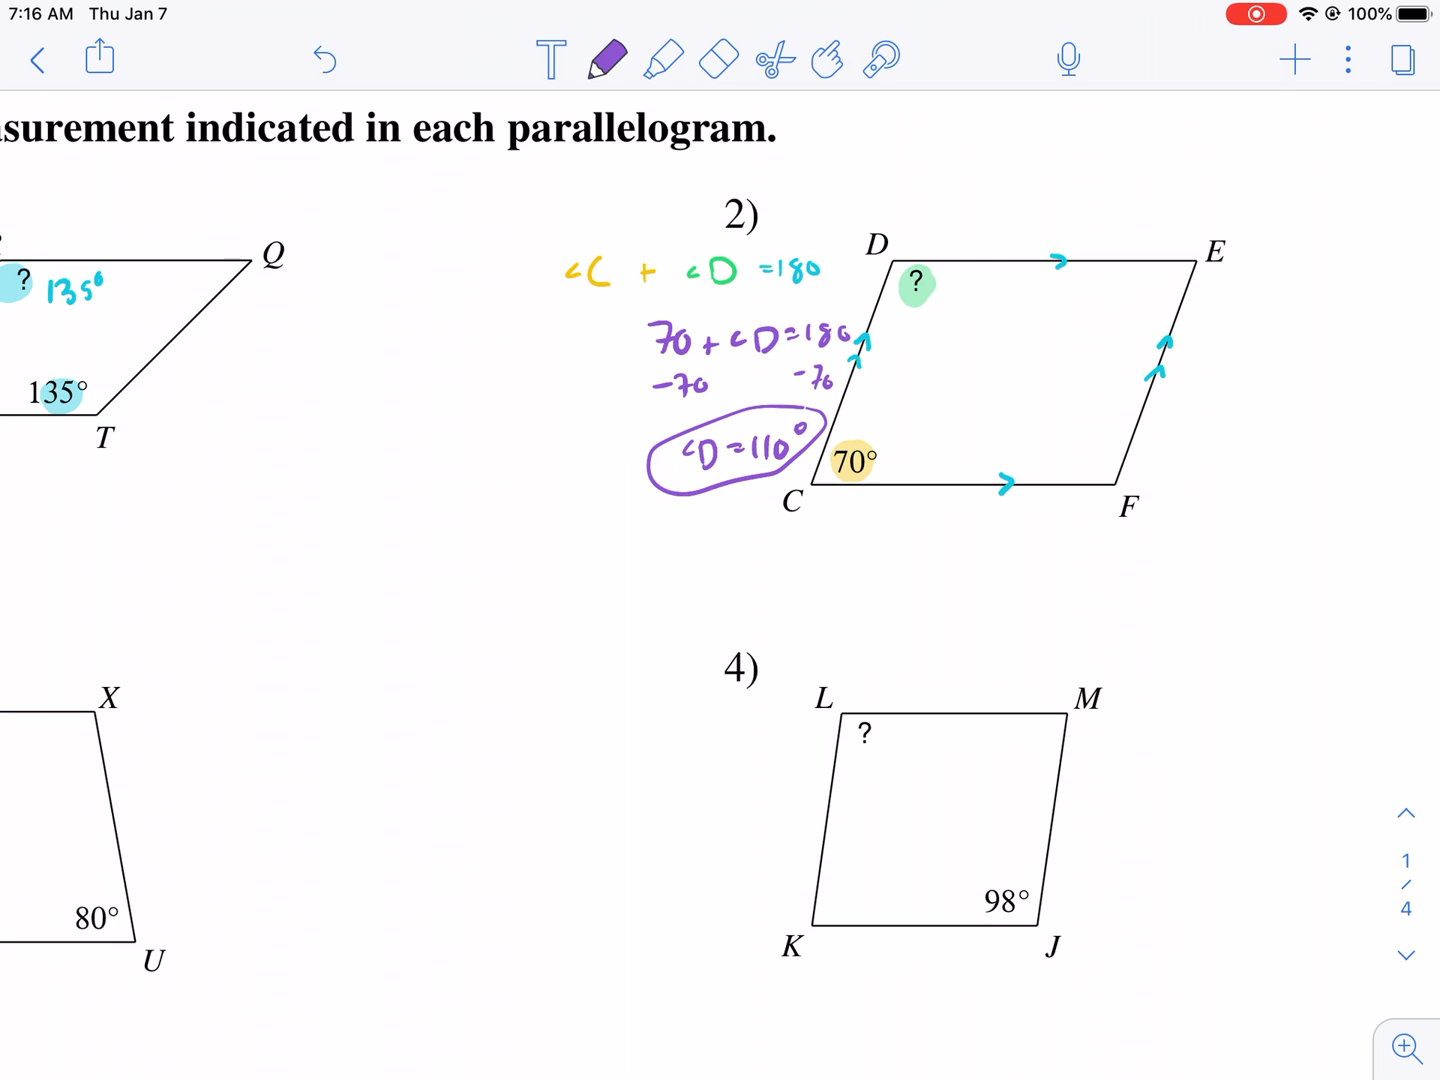 7:16 AM Thu Jan 7
100%
surement indicated in each parallelogram.
Q
? 135°
135°
T
2)
∠C + ∠D = 180
70 + ∠D = 180
-70 -70
∠D = 110°
D
E
?
70°
C
F
X
80°
U
4)
L
M
?
98°
K
J
1
/
4